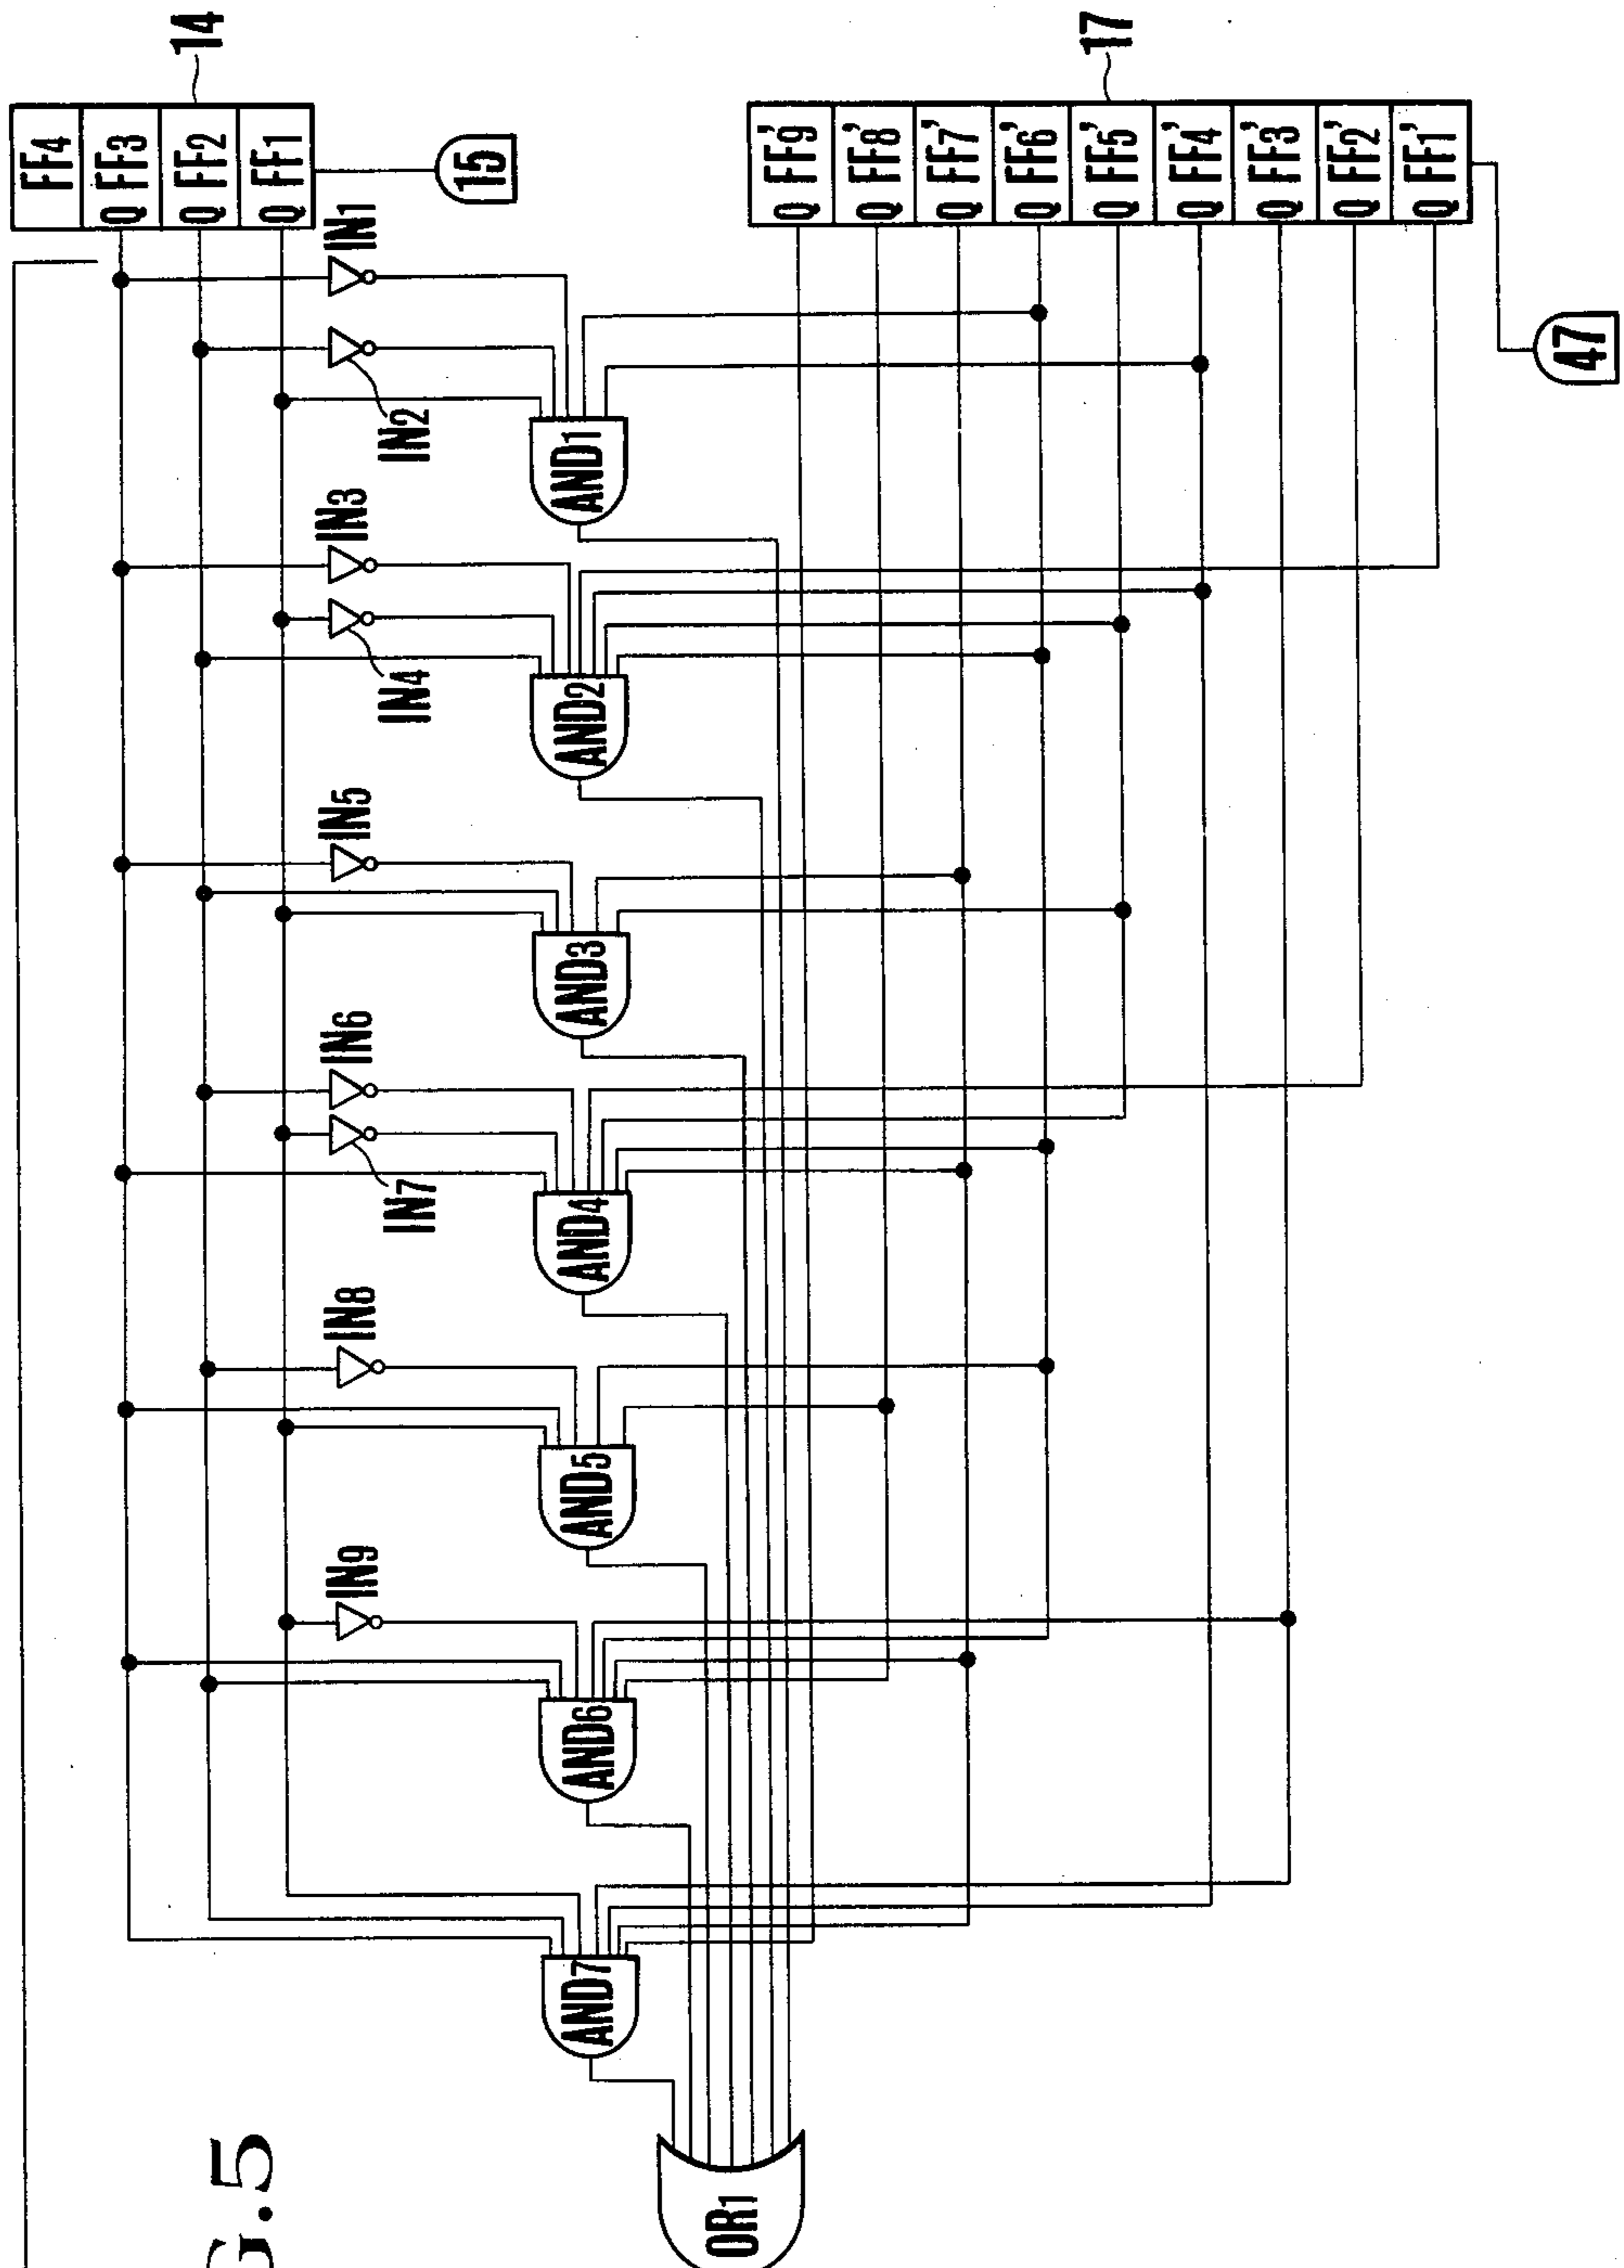 FF4
Q FF3
Q FF2
Q FF1
14
15
IN1
IN2
IN3
IN4
IN5
IN6
IN7
IN8
IN9
AND1
AND2
AND3
AND4
AND5
AND6
AND7
OR1
Q FF9'
Q FF8'
Q FF7'
Q FF6'
Q FF5'
Q FF4'
Q FF3'
Q FF2'
Q FF1'
17
47
G.5